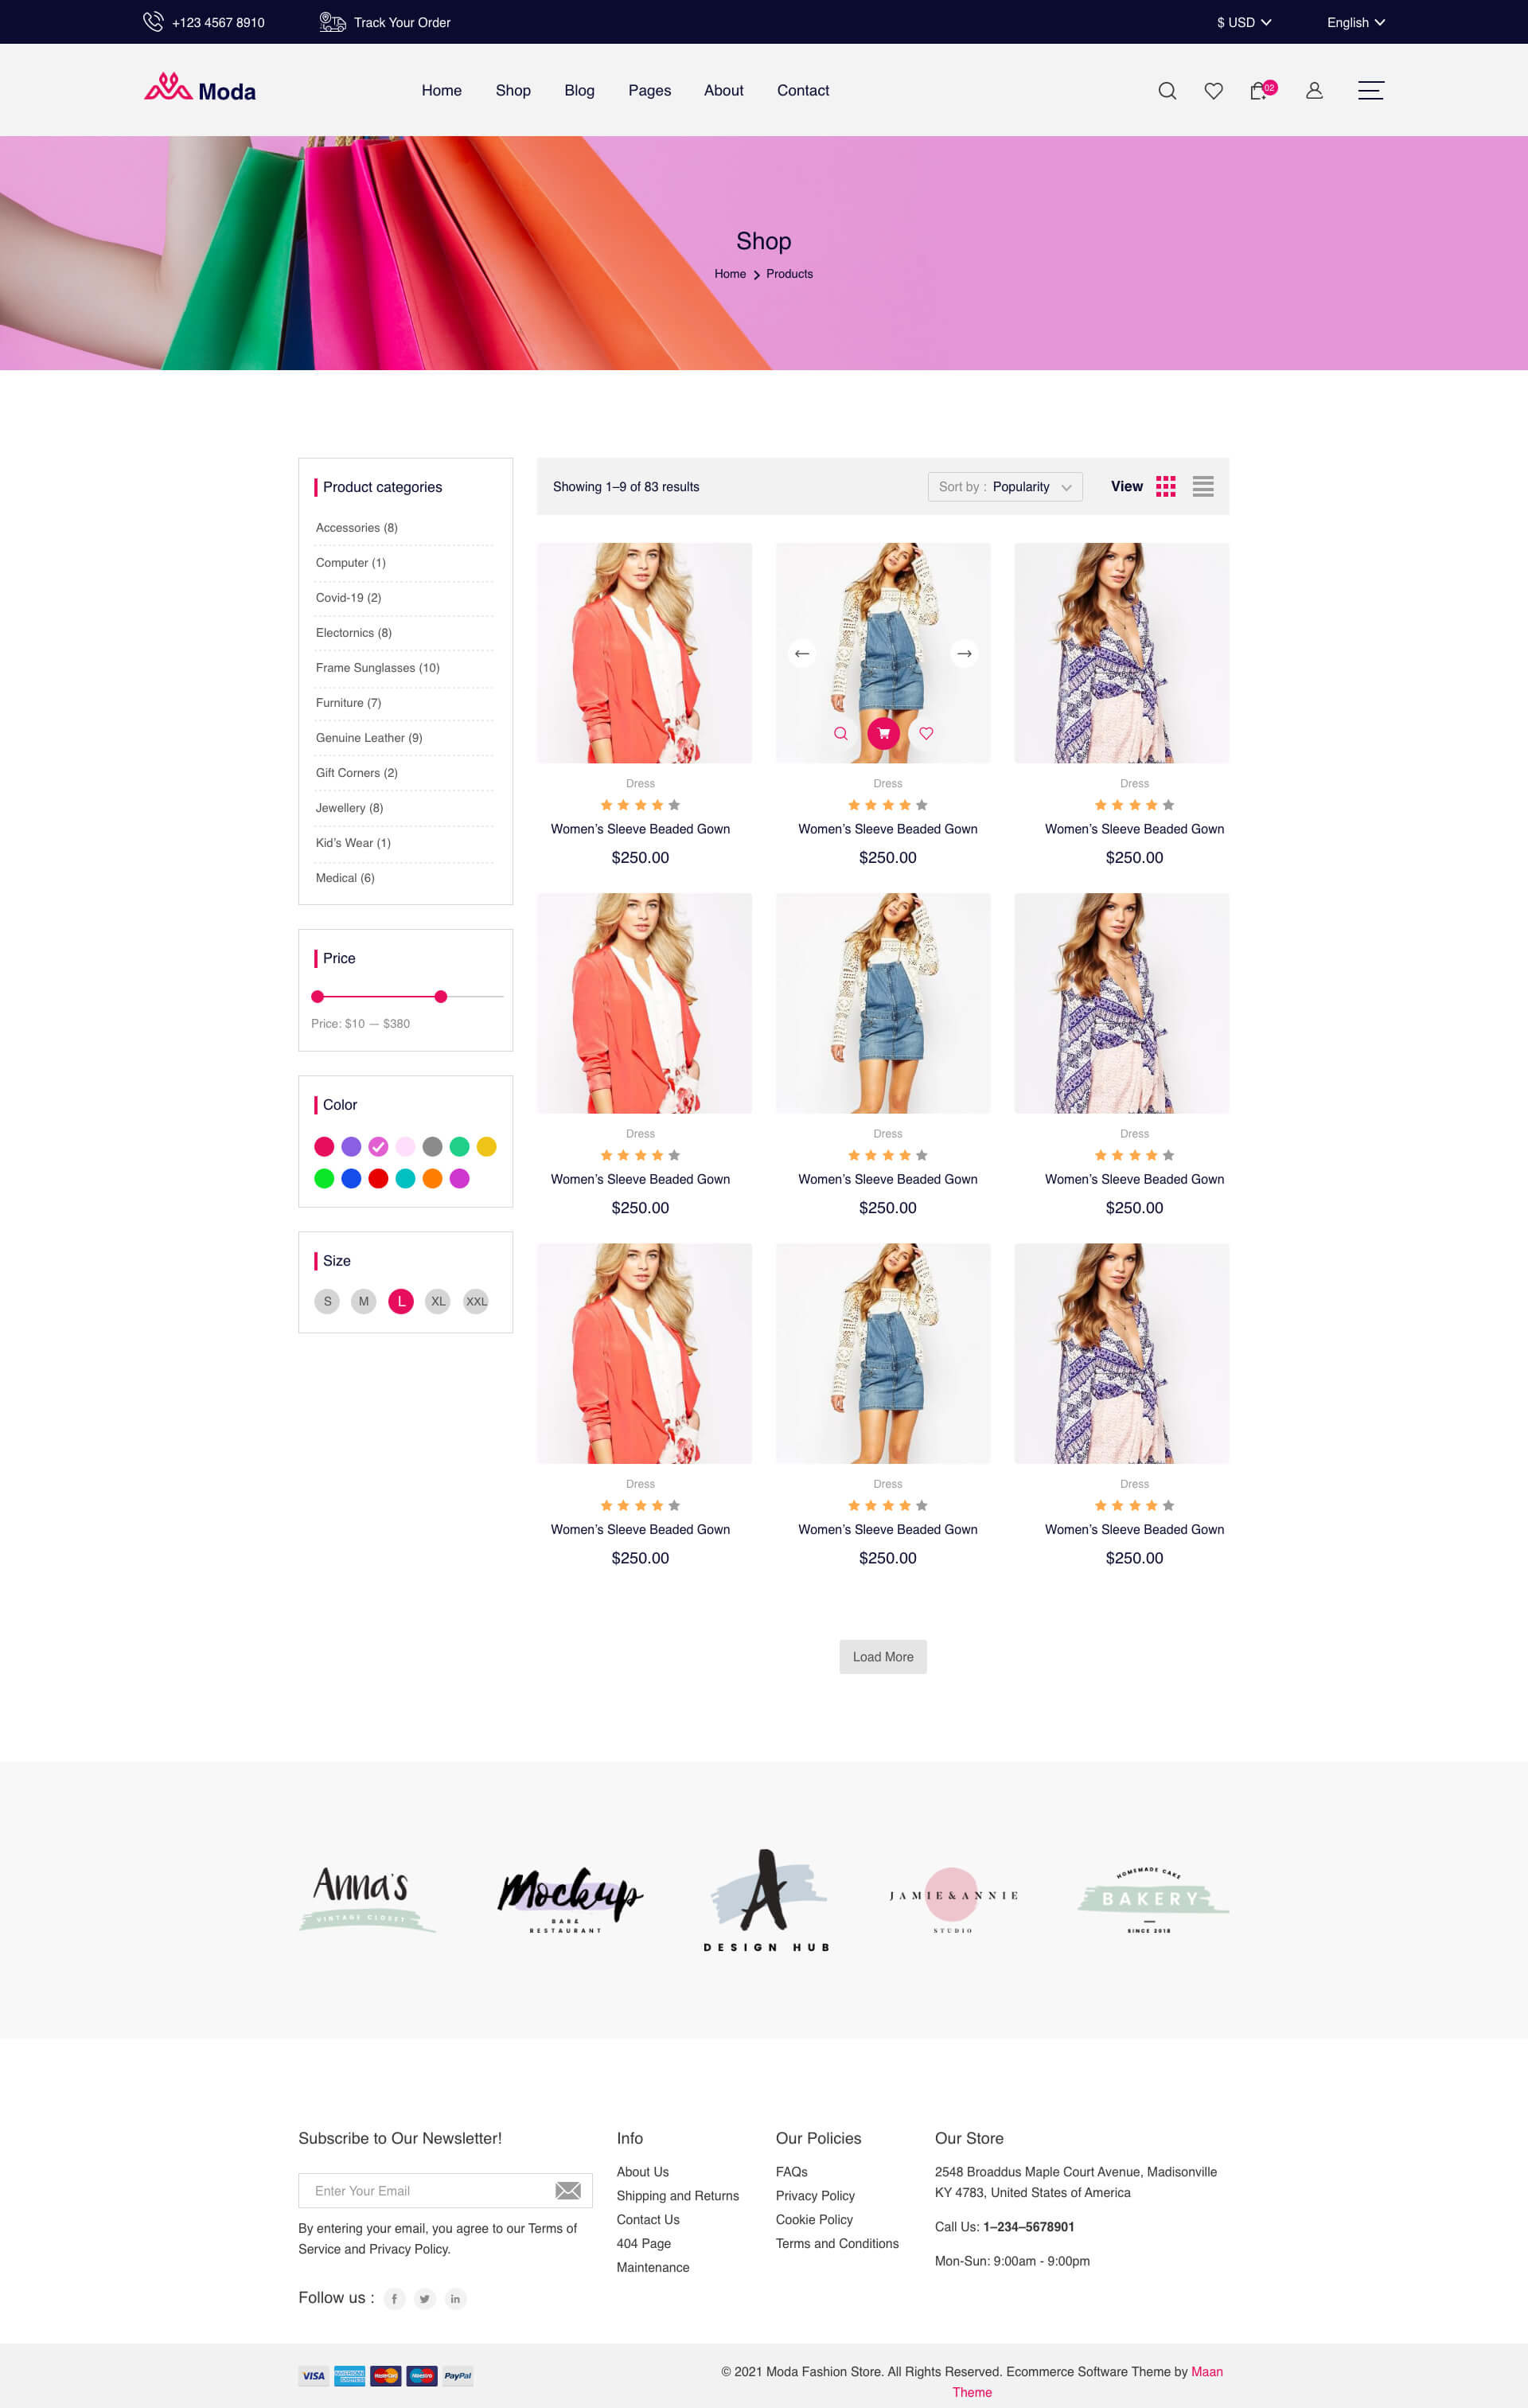 +123 4567 8910
Track Your Order
$ USD
English
Moda
Home
Shop
Blog
Pages
About
Contact
02
Shop
Home
Products
Product categories
Accessories (8)
Computer (1)
Covid-19 (2)
Electornics (8)
Frame Sunglasses (10)
Furniture (7)
Genuine Leather (9)
Gift Corners (2)
Jewellery (8)
Kid's Wear (1)
Medical (6)
Price
Price: $10 — $380
Color
Size
S
M
L
XL
XXL
Showing 1–9 of 83 results
Sort by : Popularity
View
Dress
Women's Sleeve Beaded Gown
$250.00
Dress
Women's Sleeve Beaded Gown
$250.00
Dress
Women's Sleeve Beaded Gown
$250.00
Dress
Women's Sleeve Beaded Gown
$250.00
Dress
Women's Sleeve Beaded Gown
$250.00
Dress
Women's Sleeve Beaded Gown
$250.00
Dress
Women's Sleeve Beaded Gown
$250.00
Dress
Women's Sleeve Beaded Gown
$250.00
Dress
Women's Sleeve Beaded Gown
$250.00
Load More
Anna's
VINTAGE CLOSET
Mockup
BAR &
RESTAURANT
A
DESIGN HUB
JAMIE & ANNIE
STUDIO
HOMEMADE CAKE
BAKERY
SINCE 2018
Subscribe to Our Newsletter!
Enter Your Email
By entering your email, you agree to our Terms of
Service and Privacy Policy.
Follow us :
f
in
Info
About Us
Shipping and Returns
Contact Us
404 Page
Maintenance
Our Policies
FAQs
Privacy Policy
Cookie Policy
Terms and Conditions
Our Store
2548 Broaddus Maple Court Avenue, Madisonville
KY 4783, United States of America
Call Us: 1–234–5678901
Mon-Sun: 9:00am - 9:00pm
VISA
AMERICAN EXPRESS
MasterCard
Maestro
PayPal
© 2021 Moda Fashion Store. All Rights Reserved. Ecommerce Software Theme by Maan
Theme